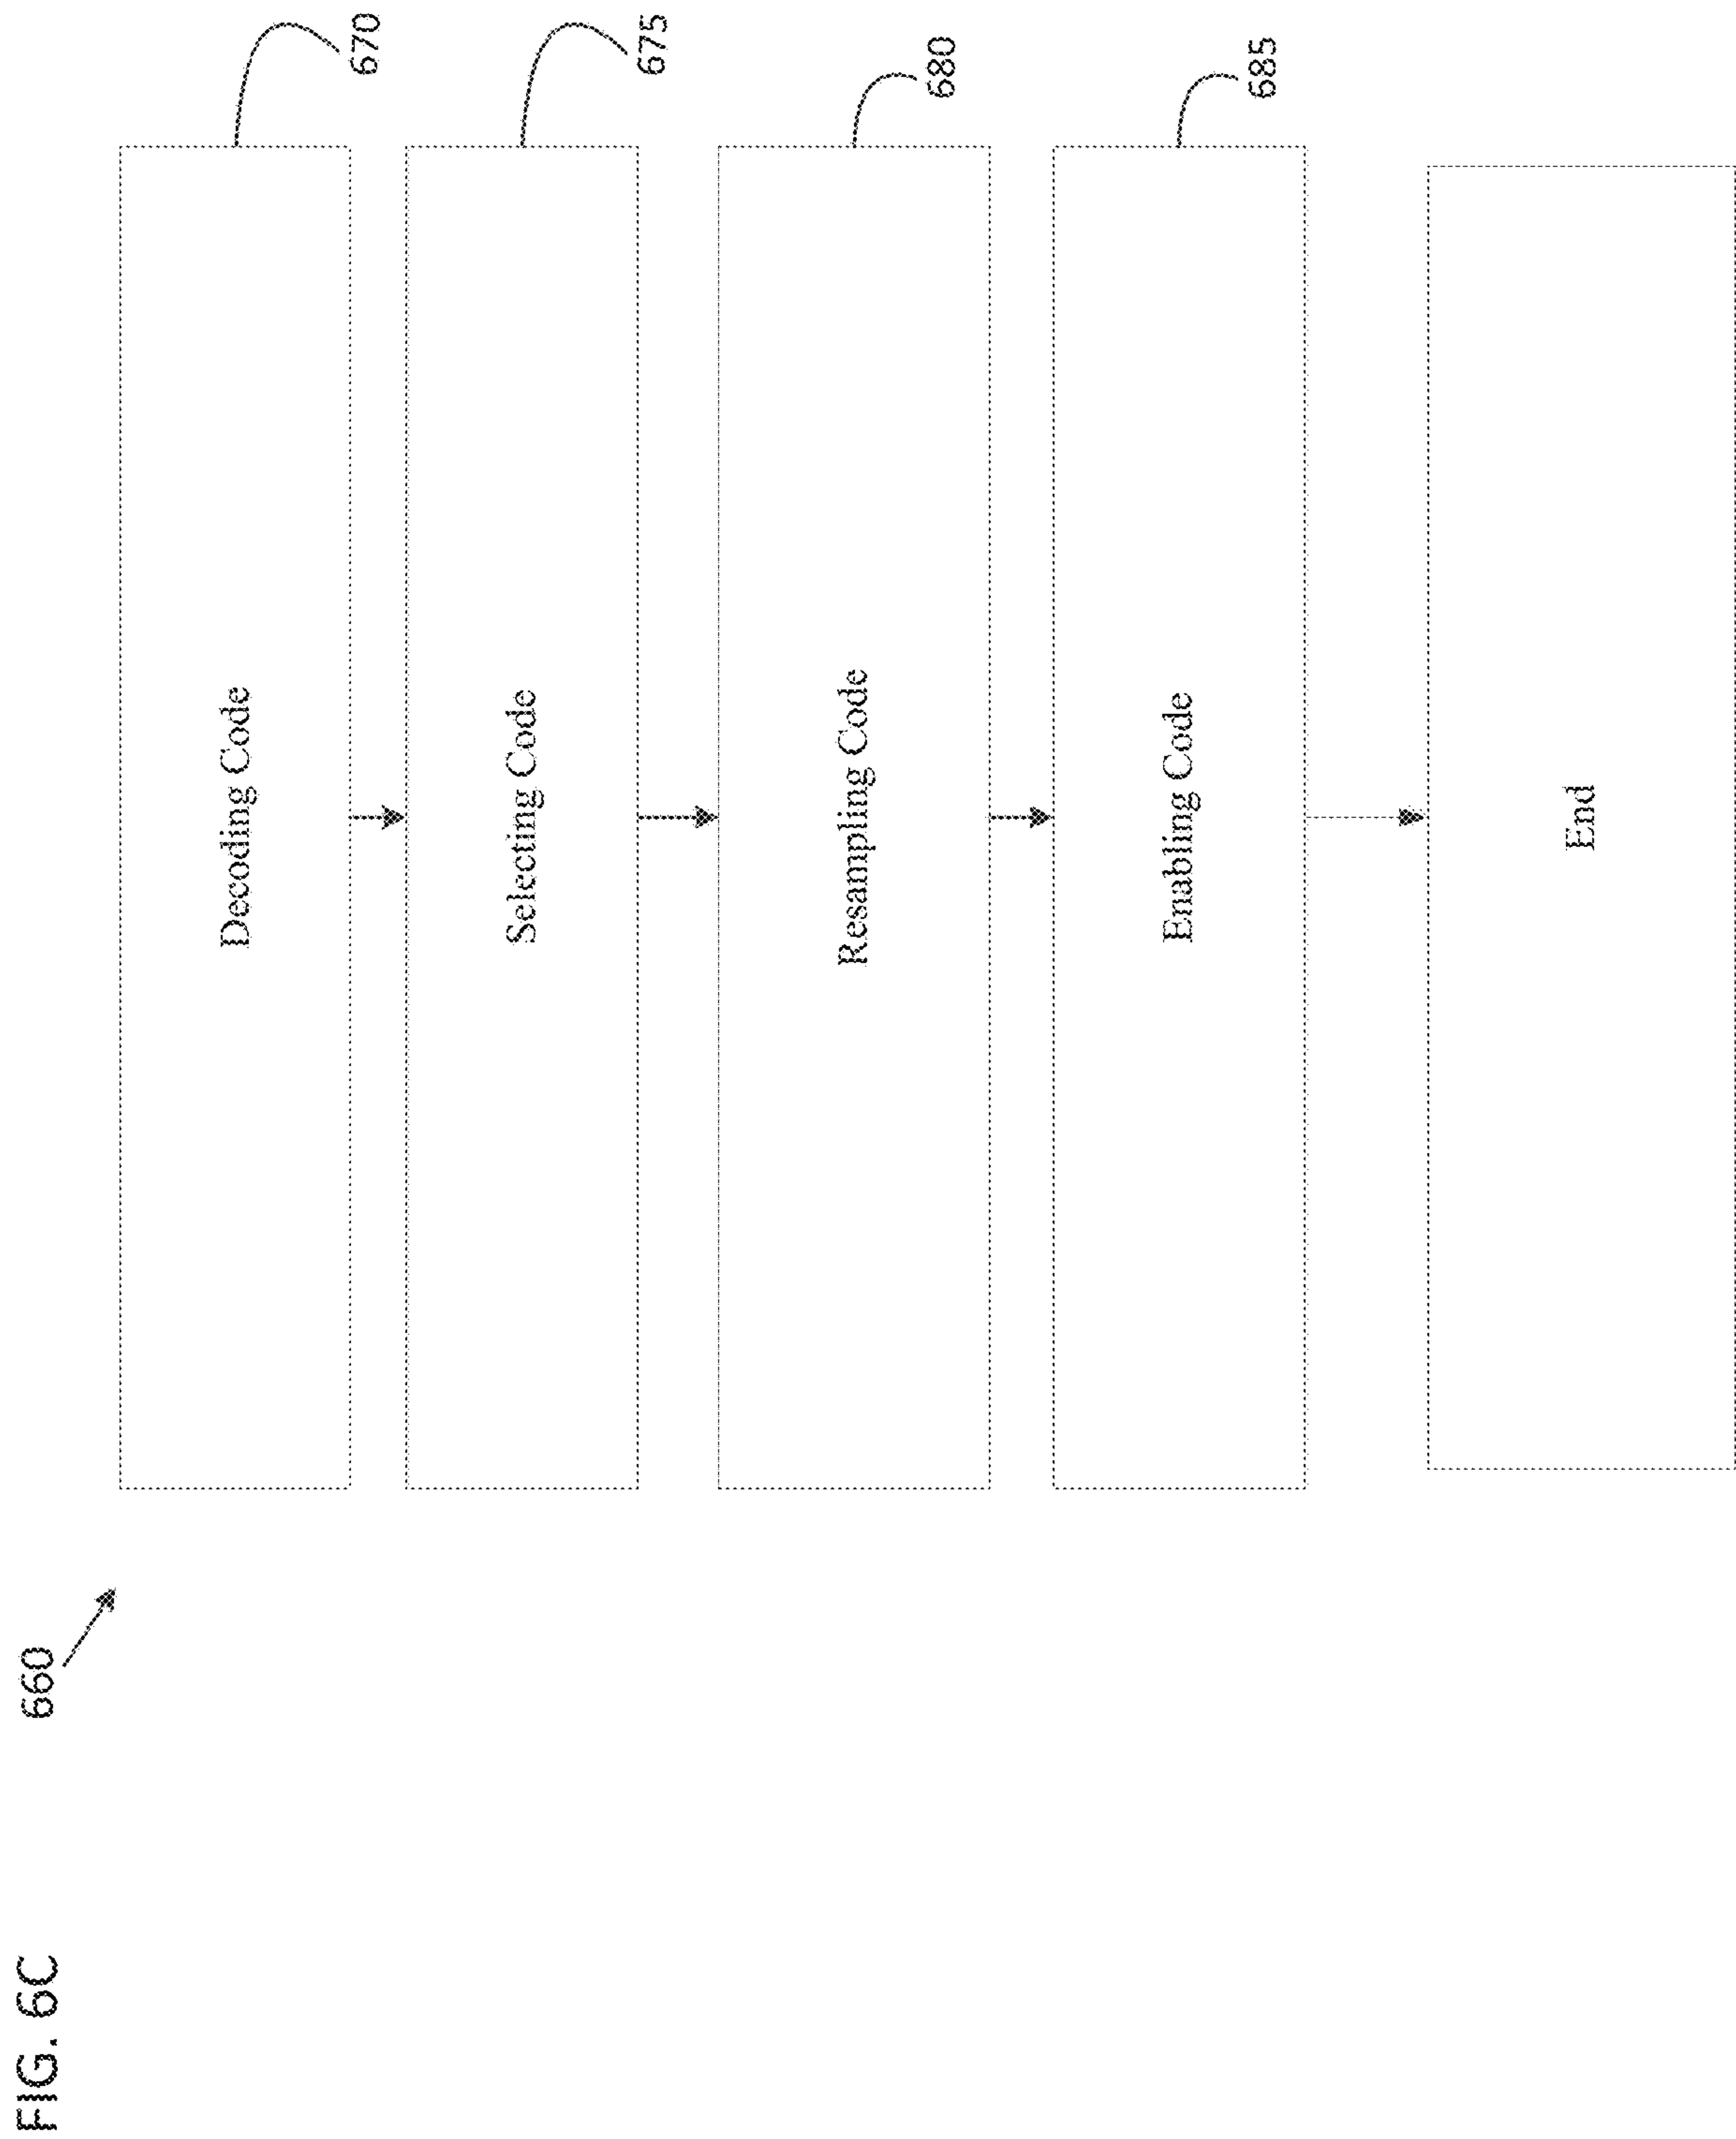 FIG. 6C
660
Decoding Code
670
Selecting Code
675
Resampling Code
680
Enabling Code
685
End